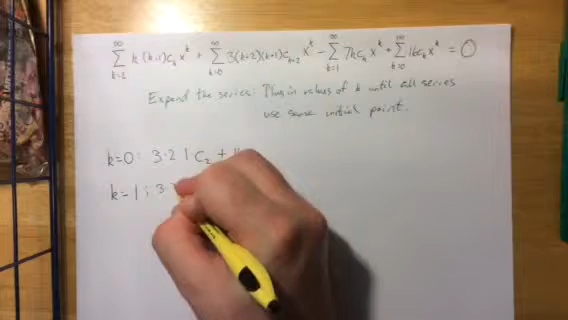 ∞ ∞ ∞ ∞
∑ k(k-1)c_k x^k + ∑ 3(k+2)(k+1)c_{k+2} x^k - ∑ 7kc_k x^k + ∑ 16c_k x^k = 0
k=2 k=0 k=1 k=0
Expand the series: Plug in values of k until all series
use same initial point.
k=0: 3·2·1·c_2 +
k=1: 3·